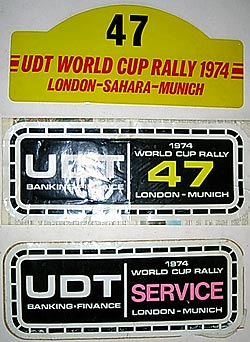 47
UDT WORLD CUP RALLY 1974
LONDON-SAHARA-MUNICH
UDT
BANKING•FINANCE
1974
WORLD CUP RALLY
47
LONDON-MUNICH
UDT
BANKING•FINANCE
1974
WORLD CUP RALLY
SERVICE
LONDON-MUNICH